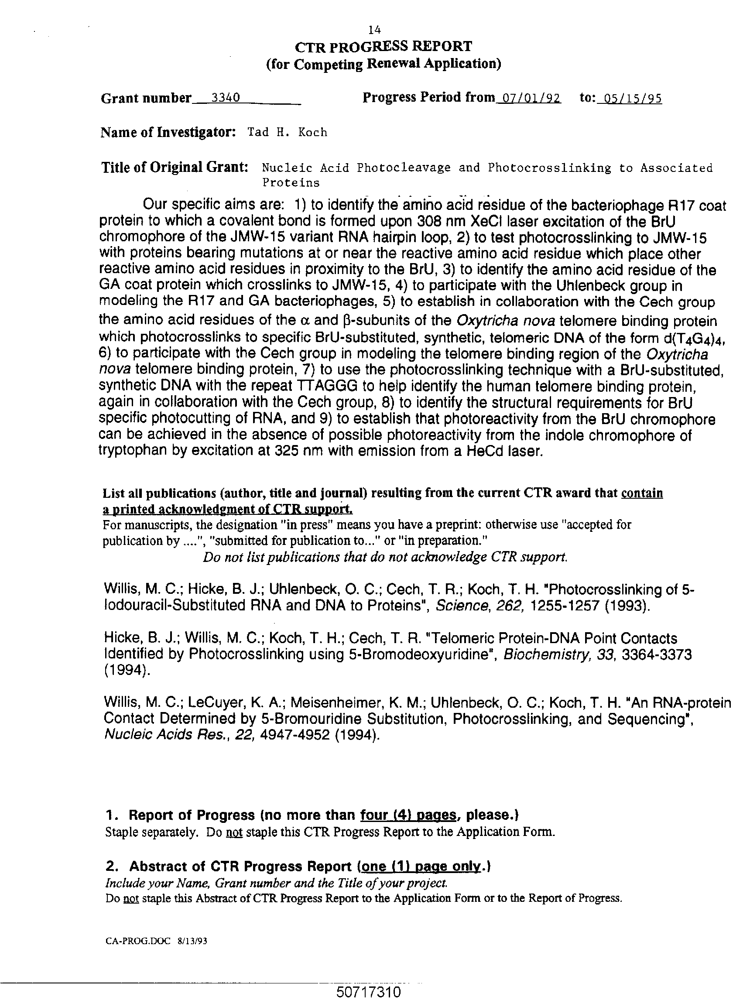 14
CTR PROGRESS REPORT
(for Competing Renewal Application)
Grant number 3340 Progress Period from 07/01/92 to: 05/15/95
Name of Investigator: Tad H. Koch
Title of Original Grant: Nucleic Acid Photocleavage and Photocrosslinking to Associated
Proteins
Our specific aims are: 1) to identify the amino acid residue of the bacteriophage R17 coat
protein to which a covalent bond is formed upon 308 nm XeCl laser excitation of the BrU
chromophore of the JMW-15 variant RNA hairpin loop, 2) to test photocrosslinking to JMW-15
with proteins bearing mutations at or near the reactive amino acid residue which place other
reactive amino acid residues in proximity to the BrU, 3) to identify the amino acid residue of the
GA coat protein which crosslinks to JMW-15, 4) to participate with the Uhlenbeck group in
modeling the R17 and GA bacteriophages, 5) to establish in collaboration with the Cech group
the amino acid residues of the α and β-subunits of the Oxytricha nova telomere binding protein
which photocrosslinks to specific BrU-substituted, synthetic, telomeric DNA of the form d(T4G4)4,
6) to participate with the Cech group in modeling the telomere binding region of the Oxytricha
nova telomere binding protein, 7) to use the photocrosslinking technique with a BrU-substituted,
synthetic DNA with the repeat TTAGGG to help identify the human telomere binding protein,
again in collaboration with the Cech group, 8) to identify the structural requirements for BrU
specific photocutting of RNA, and 9) to establish that photoreactivity from the BrU chromophore
can be achieved in the absence of possible photoreactivity from the indole chromophore of
tryptophan by excitation at 325 nm with emission from a HeCd laser.
List all publications (author, title and journal) resulting from the current CTR award that contain
a printed acknowledgment of CTR support.
For manuscripts, the designation "in press" means you have a preprint: otherwise use "accepted for
publication by ....", "submitted for publication to..." or "in preparation."
Do not list publications that do not acknowledge CTR support.
Willis, M. C.; Hicke, B. J.; Uhlenbeck, O. C.; Cech, T. R.; Koch, T. H. "Photocrosslinking of 5-
Iodouracil-Substituted RNA and DNA to Proteins", Science, 262, 1255-1257 (1993).
Hicke, B. J.; Willis, M. C.; Koch, T. H.; Cech, T. R. "Telomeric Protein-DNA Point Contacts
Identified by Photocrosslinking using 5-Bromodeoxyuridine", Biochemistry, 33, 3364-3373
(1994).
Willis, M. C.; LeCuyer, K. A.; Meisenheimer, K. M.; Uhlenbeck, O. C.; Koch, T. H. "An RNA-protein
Contact Determined by 5-Bromouridine Substitution, Photocrosslinking, and Sequencing",
Nucleic Acids Res., 22, 4947-4952 (1994).
1. Report of Progress (no more than four (4) pages, please.)
Staple separately. Do not staple this CTR Progress Report to the Application Form.
2. Abstract of CTR Progress Report (one (1) page only.)
Include your Name, Grant number and the Title of your project.
Do not staple this Abstract of CTR Progress Report to the Application Form or to the Report of Progress.
CA-PROG.DOC 8/13/93
50717310